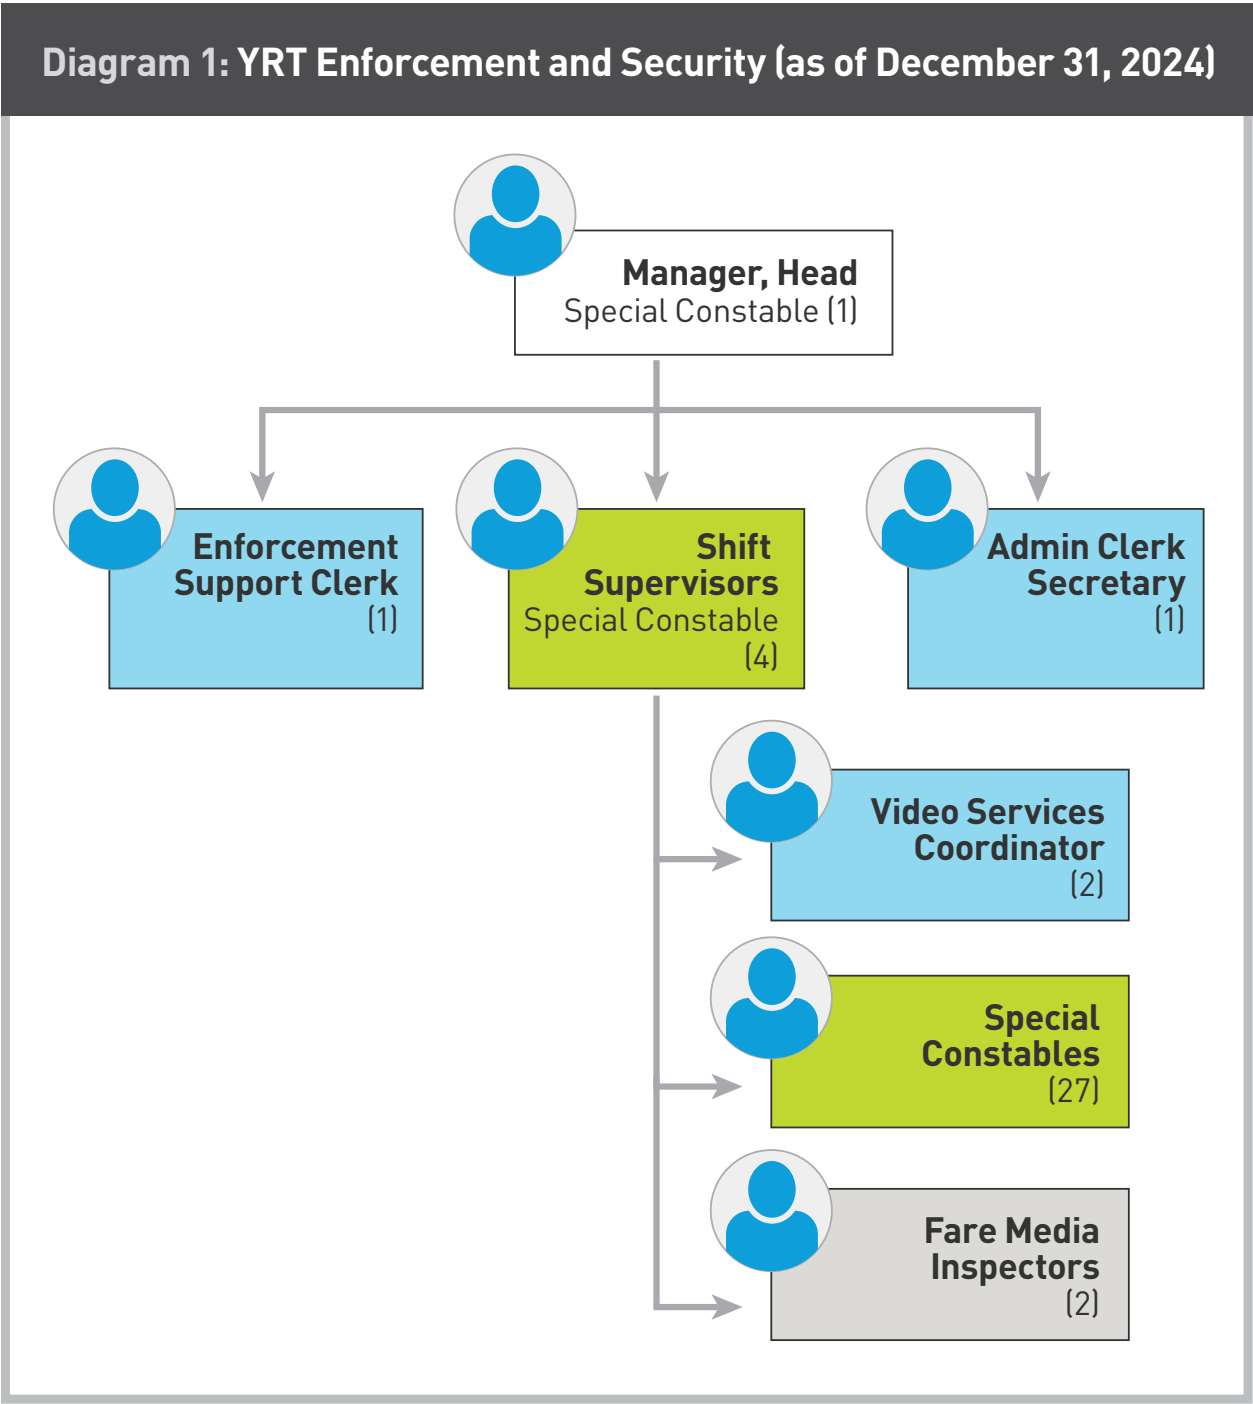 Diagram 1: YRT Enforcement and Security (as of December 31, 2024)
Manager, Head
Special Constable (1)
Enforcement
Support Clerk
(1)
Shift
Supervisors
Special Constable
(4)
Admin Clerk
Secretary
(1)
Video Services
Coordinator
(2)
Special
Constables
(27)
Fare Media
Inspectors
(2)